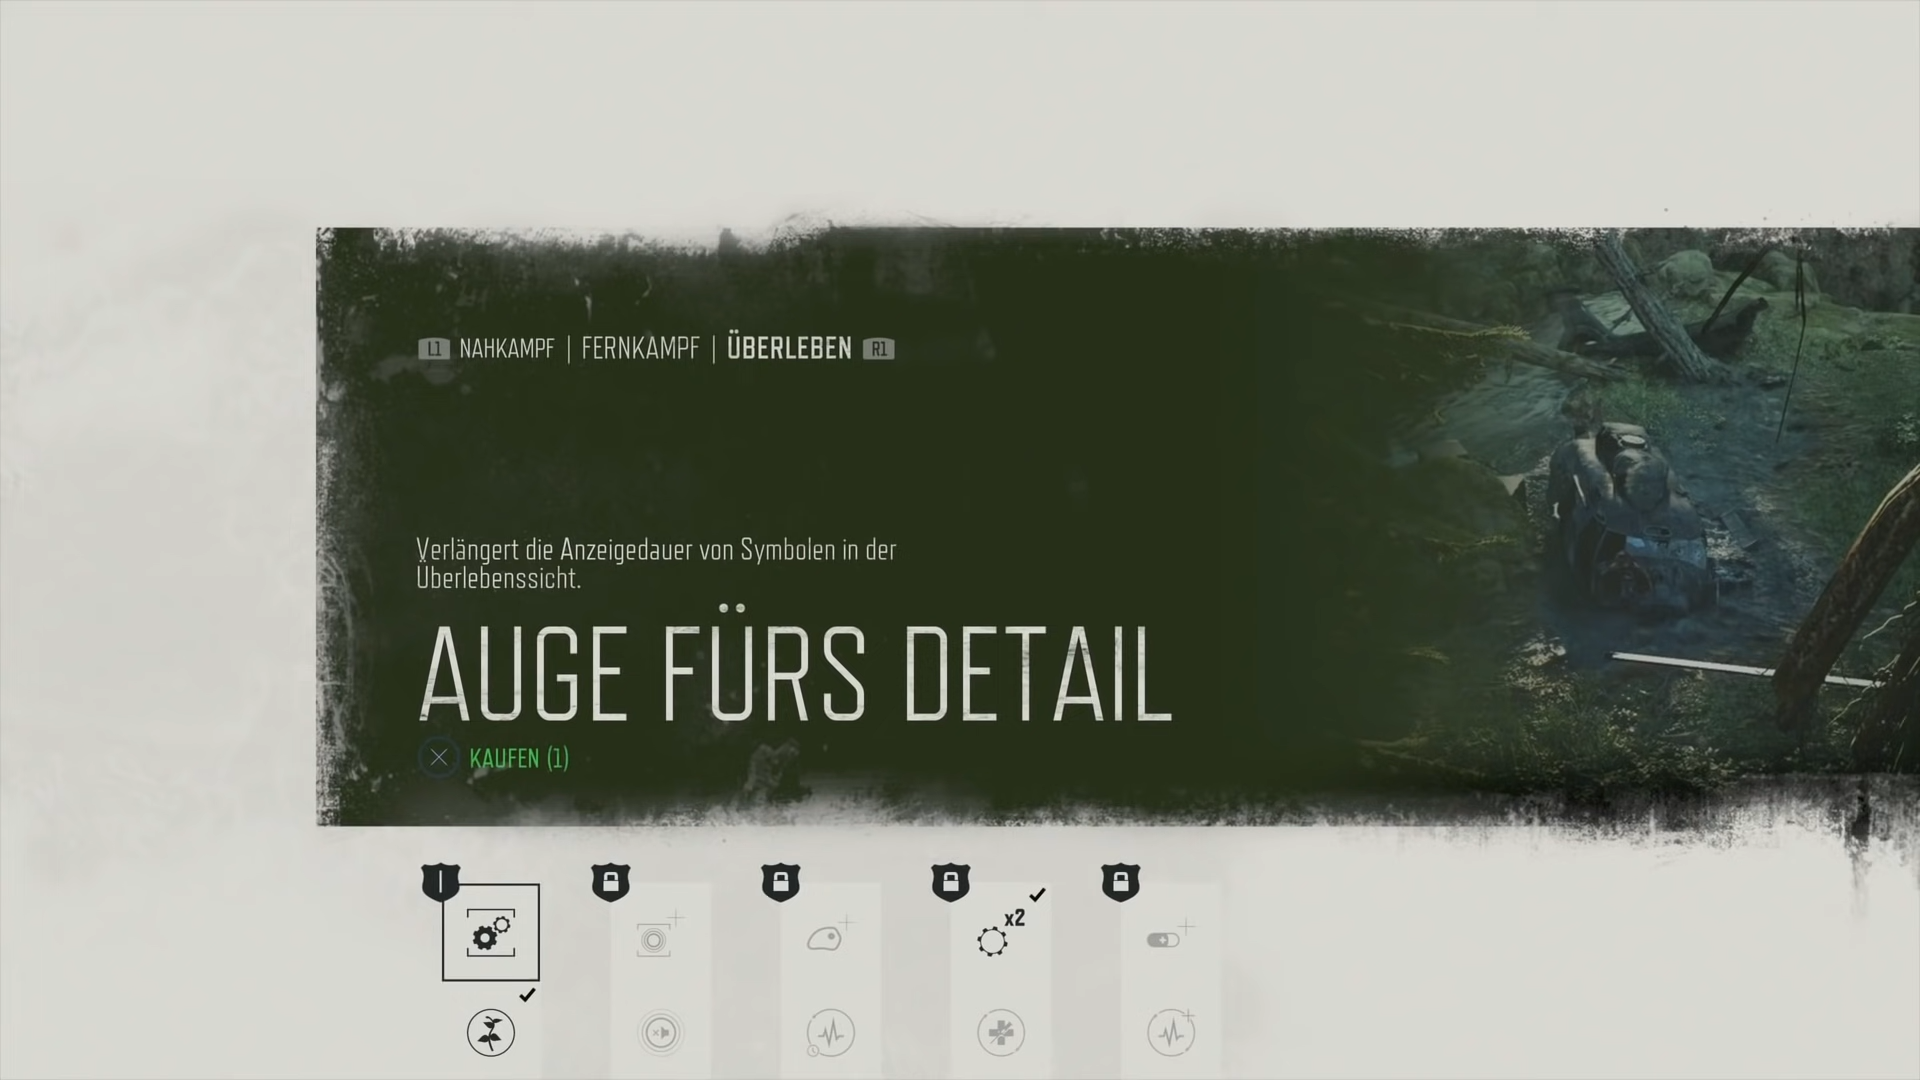 L1 NAHKAMPF | FERNKAMPF | ÜBERLEBEN R1
Verlängert die Anzeigedauer von Symbolen in der
Überlebenssicht.
AUGE FÜRS DETAIL
KAUFEN (1)
I
x2